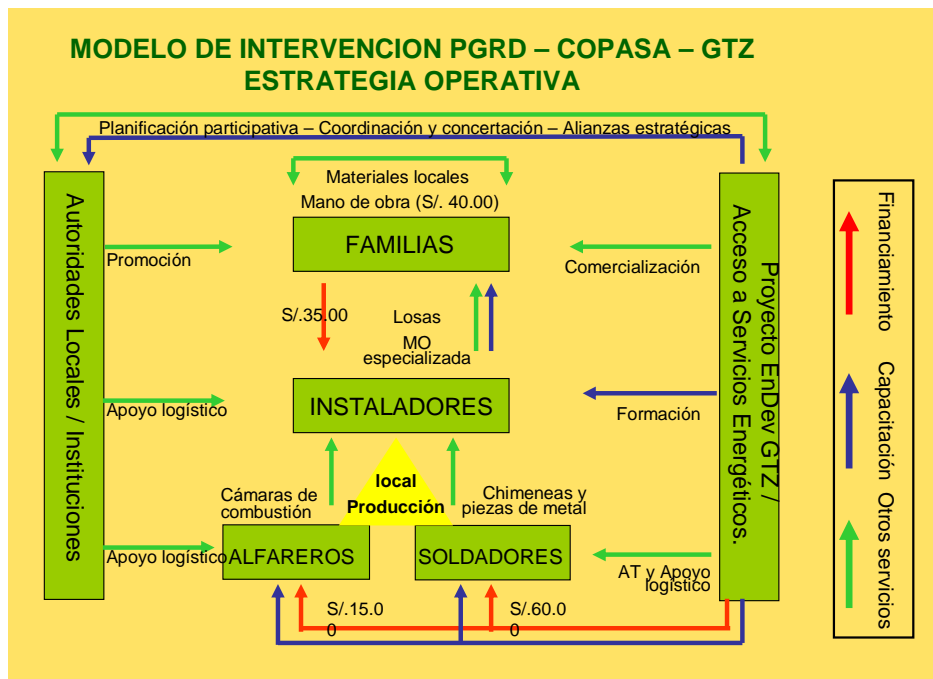 MODELO DE INTERVENCION PGRD – COPASA – GTZ
ESTRATEGIA OPERATIVA
Planificación participativa – Coordinación y concertación – Alianzas estratégicas
Materiales locales
Mano de obra (S/. 40.00)
FAMILIAS
Promoción
Comercialización
S/.35.00
Losas
MO
especializada
INSTALADORES
Apoyo logístico
Formación
local
Producción
Cámaras de
combustión
Chimeneas y
piezas de metal
ALFAREROS
SOLDADORES
Apoyo logístico
AT y Apoyo
logístico
S/.15.0
0
S/.60.0
0
Autoridades Locales / Instituciones
Proyecto EnDev GTZ /
Acceso a Servicios Energéticos.
Financiamiento
Capacitación
Otros servicios